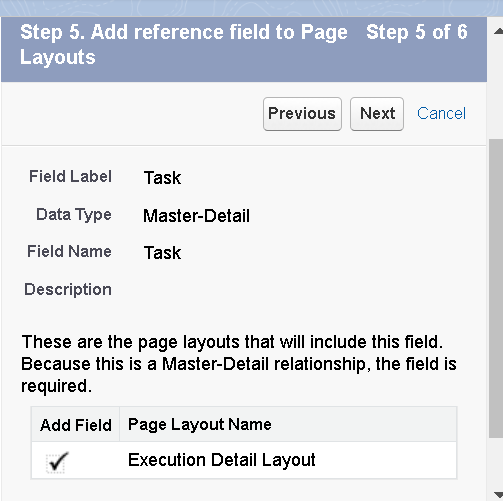 Step 5. Add reference field to Page Step 5 of 6
Layouts
Previous Next Cancel
Field Label Task
Data Type Master-Detail
Field Name Task
Description
These are the page layouts that will include this field.
Because this is a Master-Detail relationship, the field is
required.
Add Field Page Layout Name
Execution Detail Layout